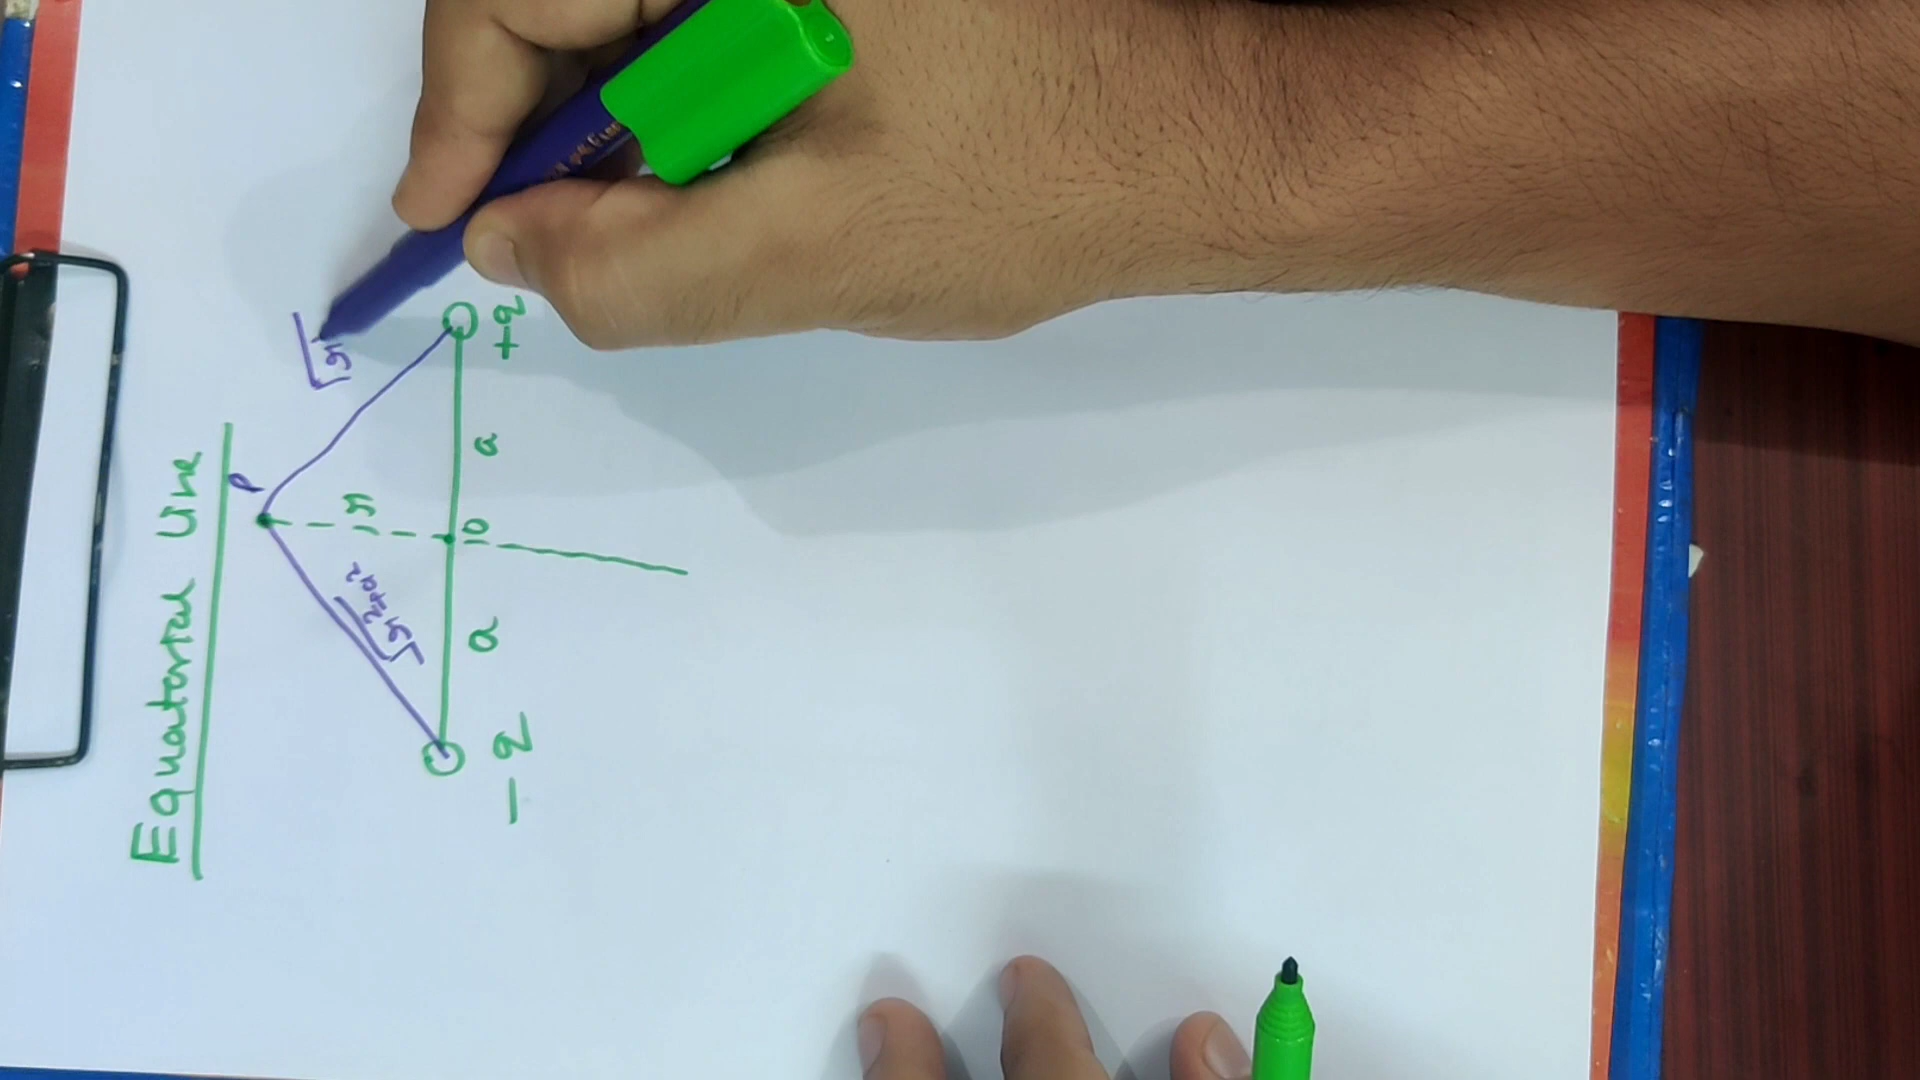 Equatorial Line
P
√r²+a²
√r
r
-q
a
O
a
+q